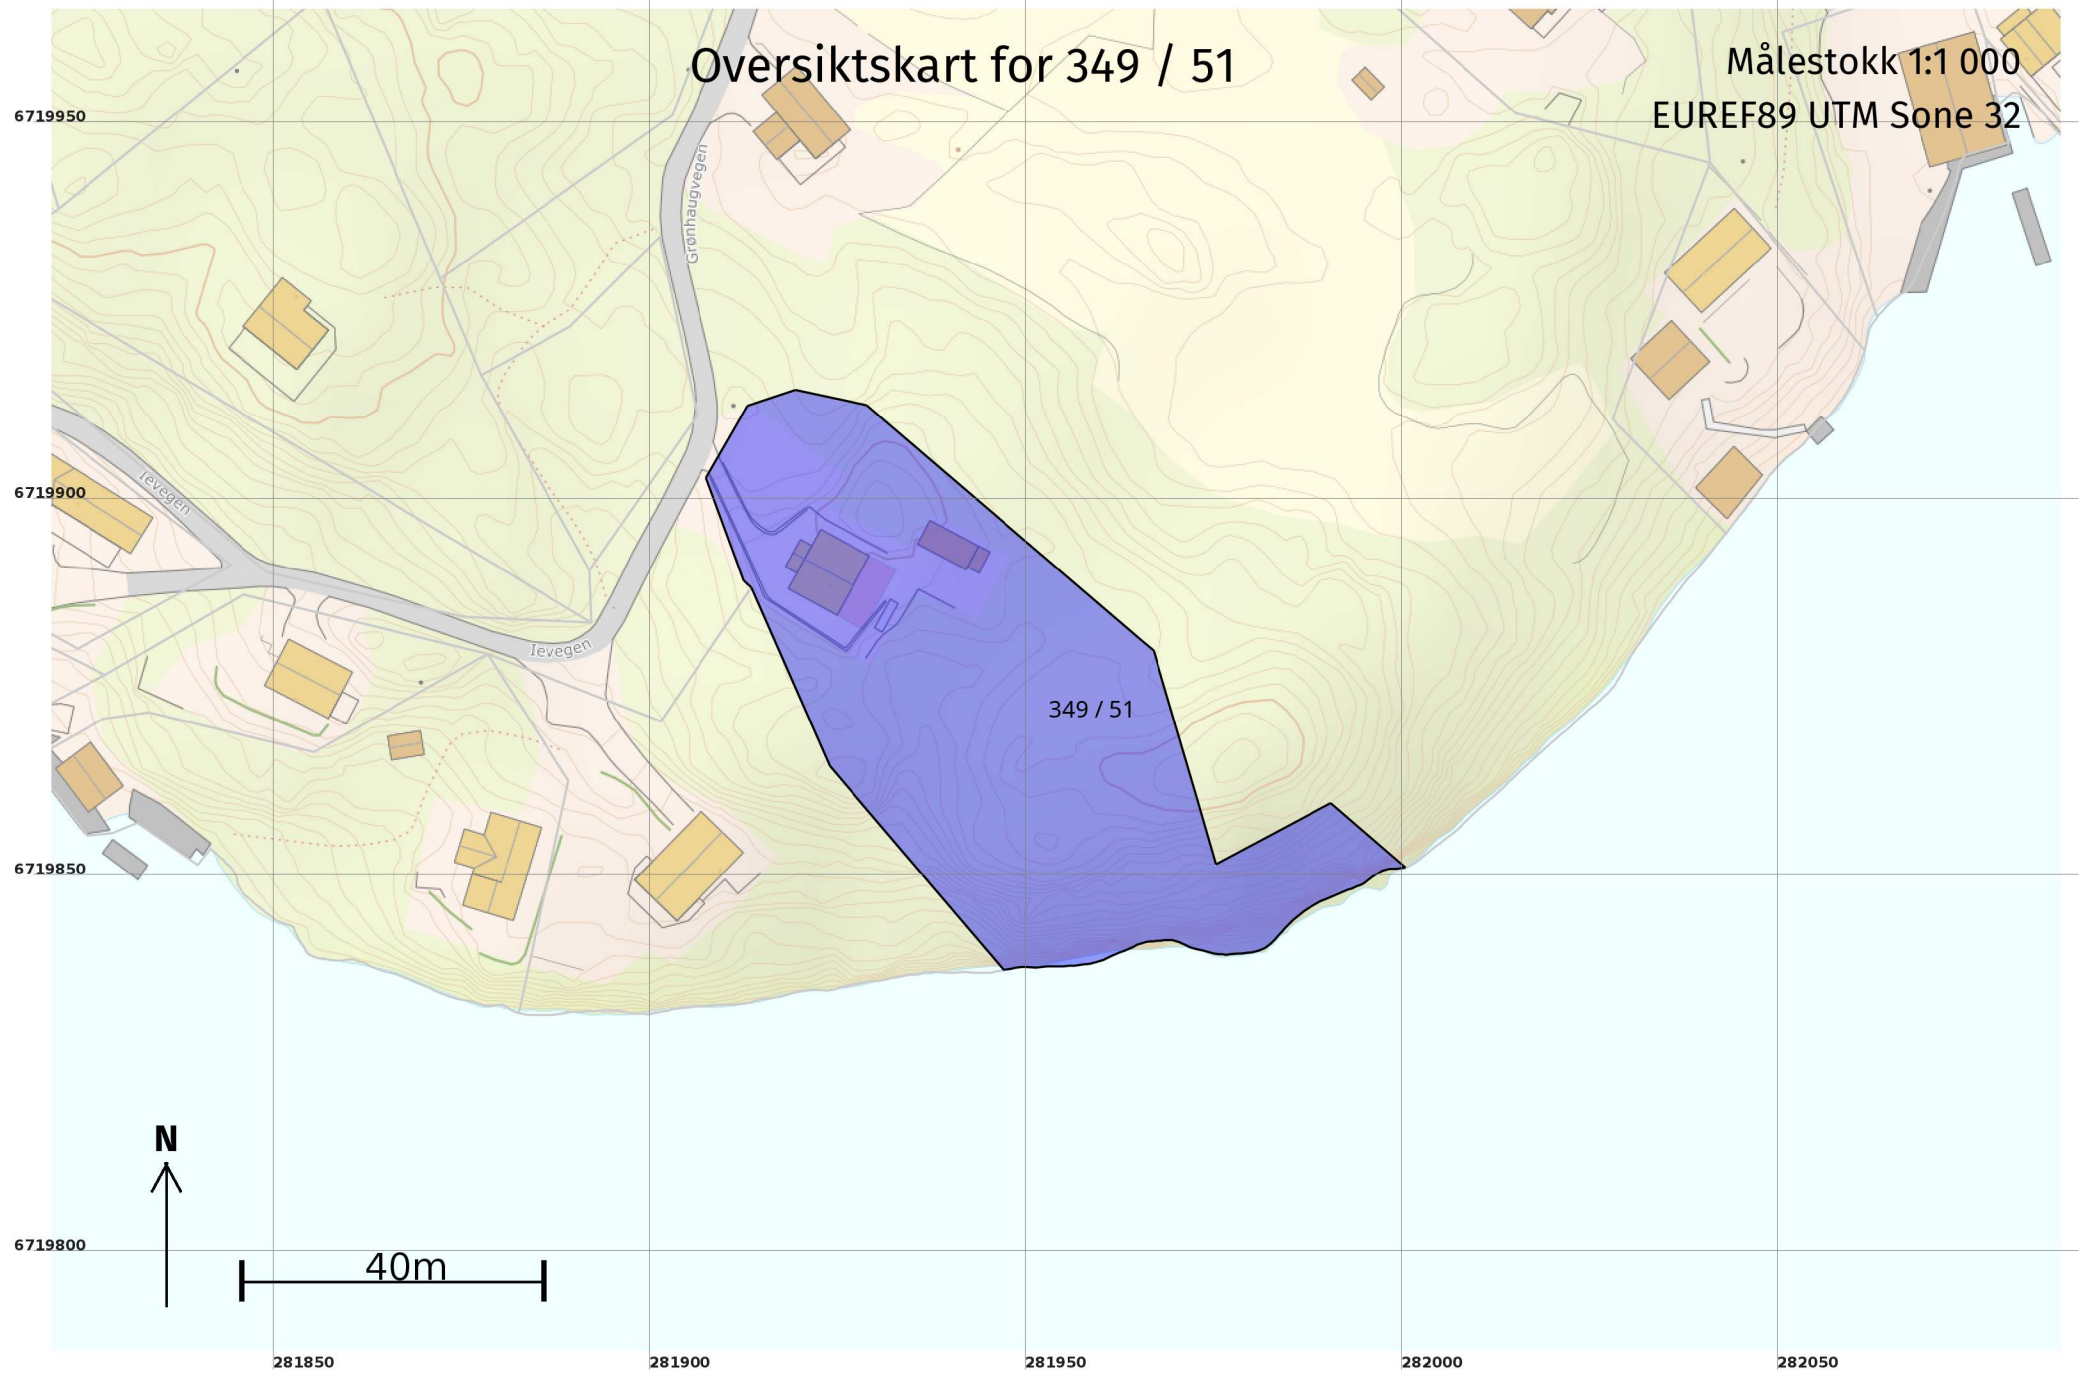 Oversiktskart for 349 / 51
Målestokk 1:1 000
EUREF89 UTM Sone 32
6719950
Grønhaugvegen
6719900
Ievegen
Ievegen
349 / 51
6719850
N
6719800
40m
281850
281900
281950
282000
282050